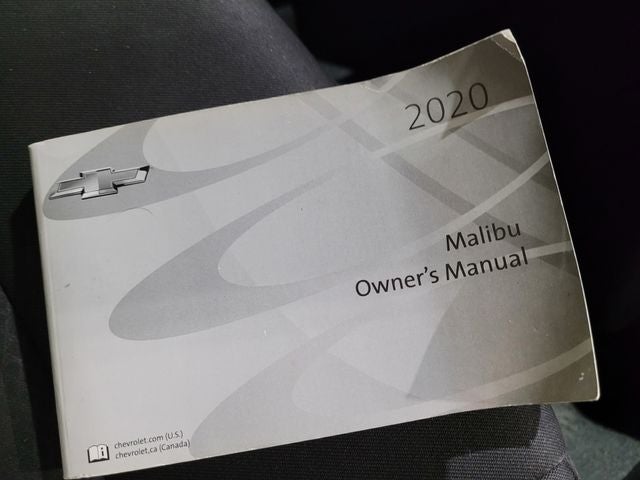 2020
Malibu
Owner's Manual
chevrolet.com (U.S.)
chevrolet.ca (Canada)